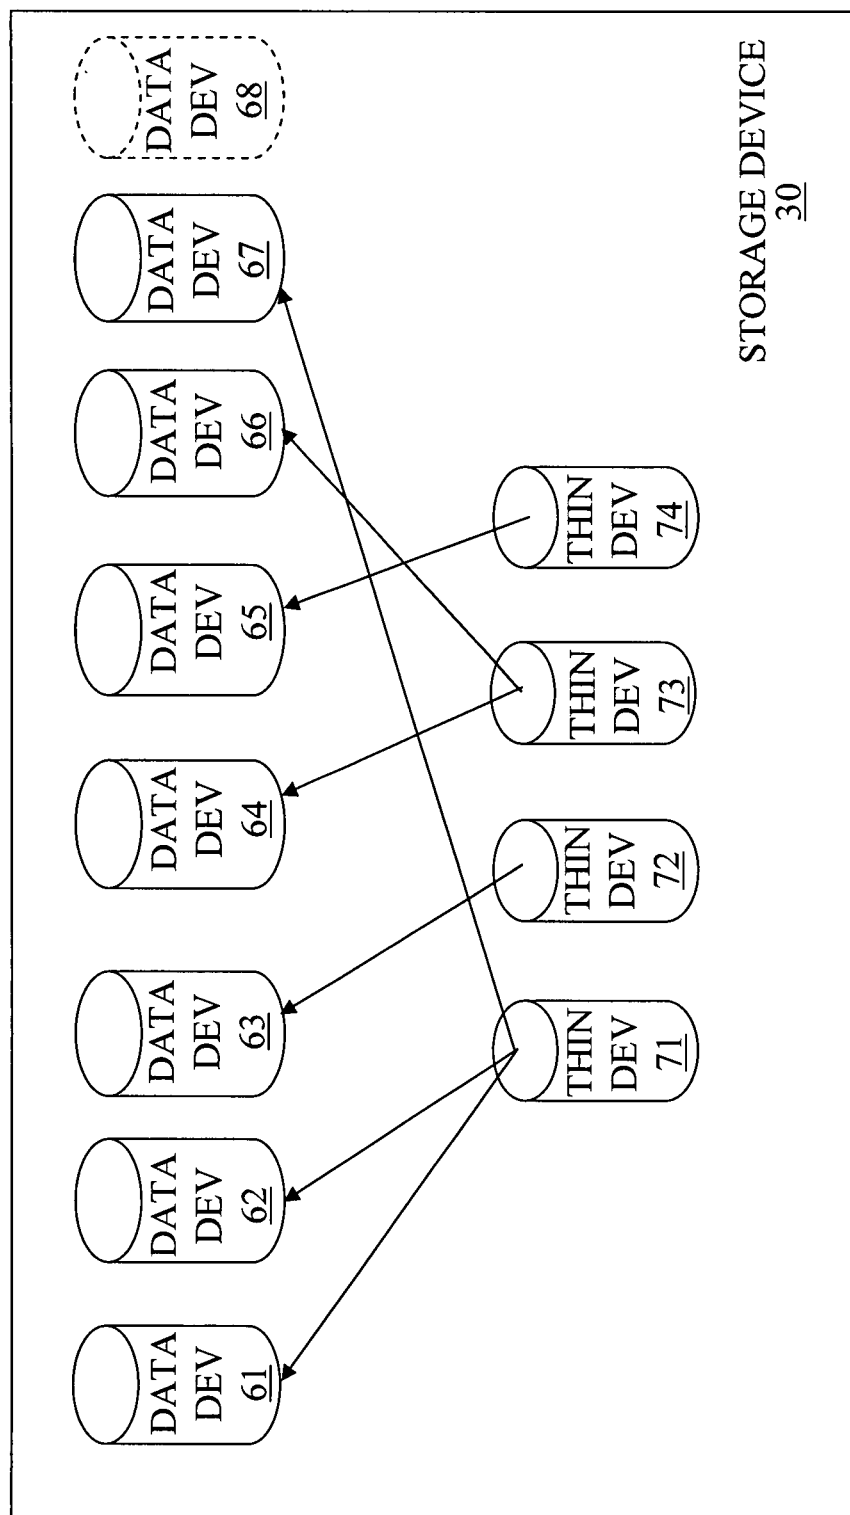 DATA
DEV
61
DATA
DEV
62
DATA
DEV
63
DATA
DEV
64
DATA
DEV
65
DATA
DEV
66
DATA
DEV
67
DATA
DEV
68
THIN
DEV
71
THIN
DEV
72
THIN
DEV
73
THIN
DEV
74
STORAGE DEVICE
30